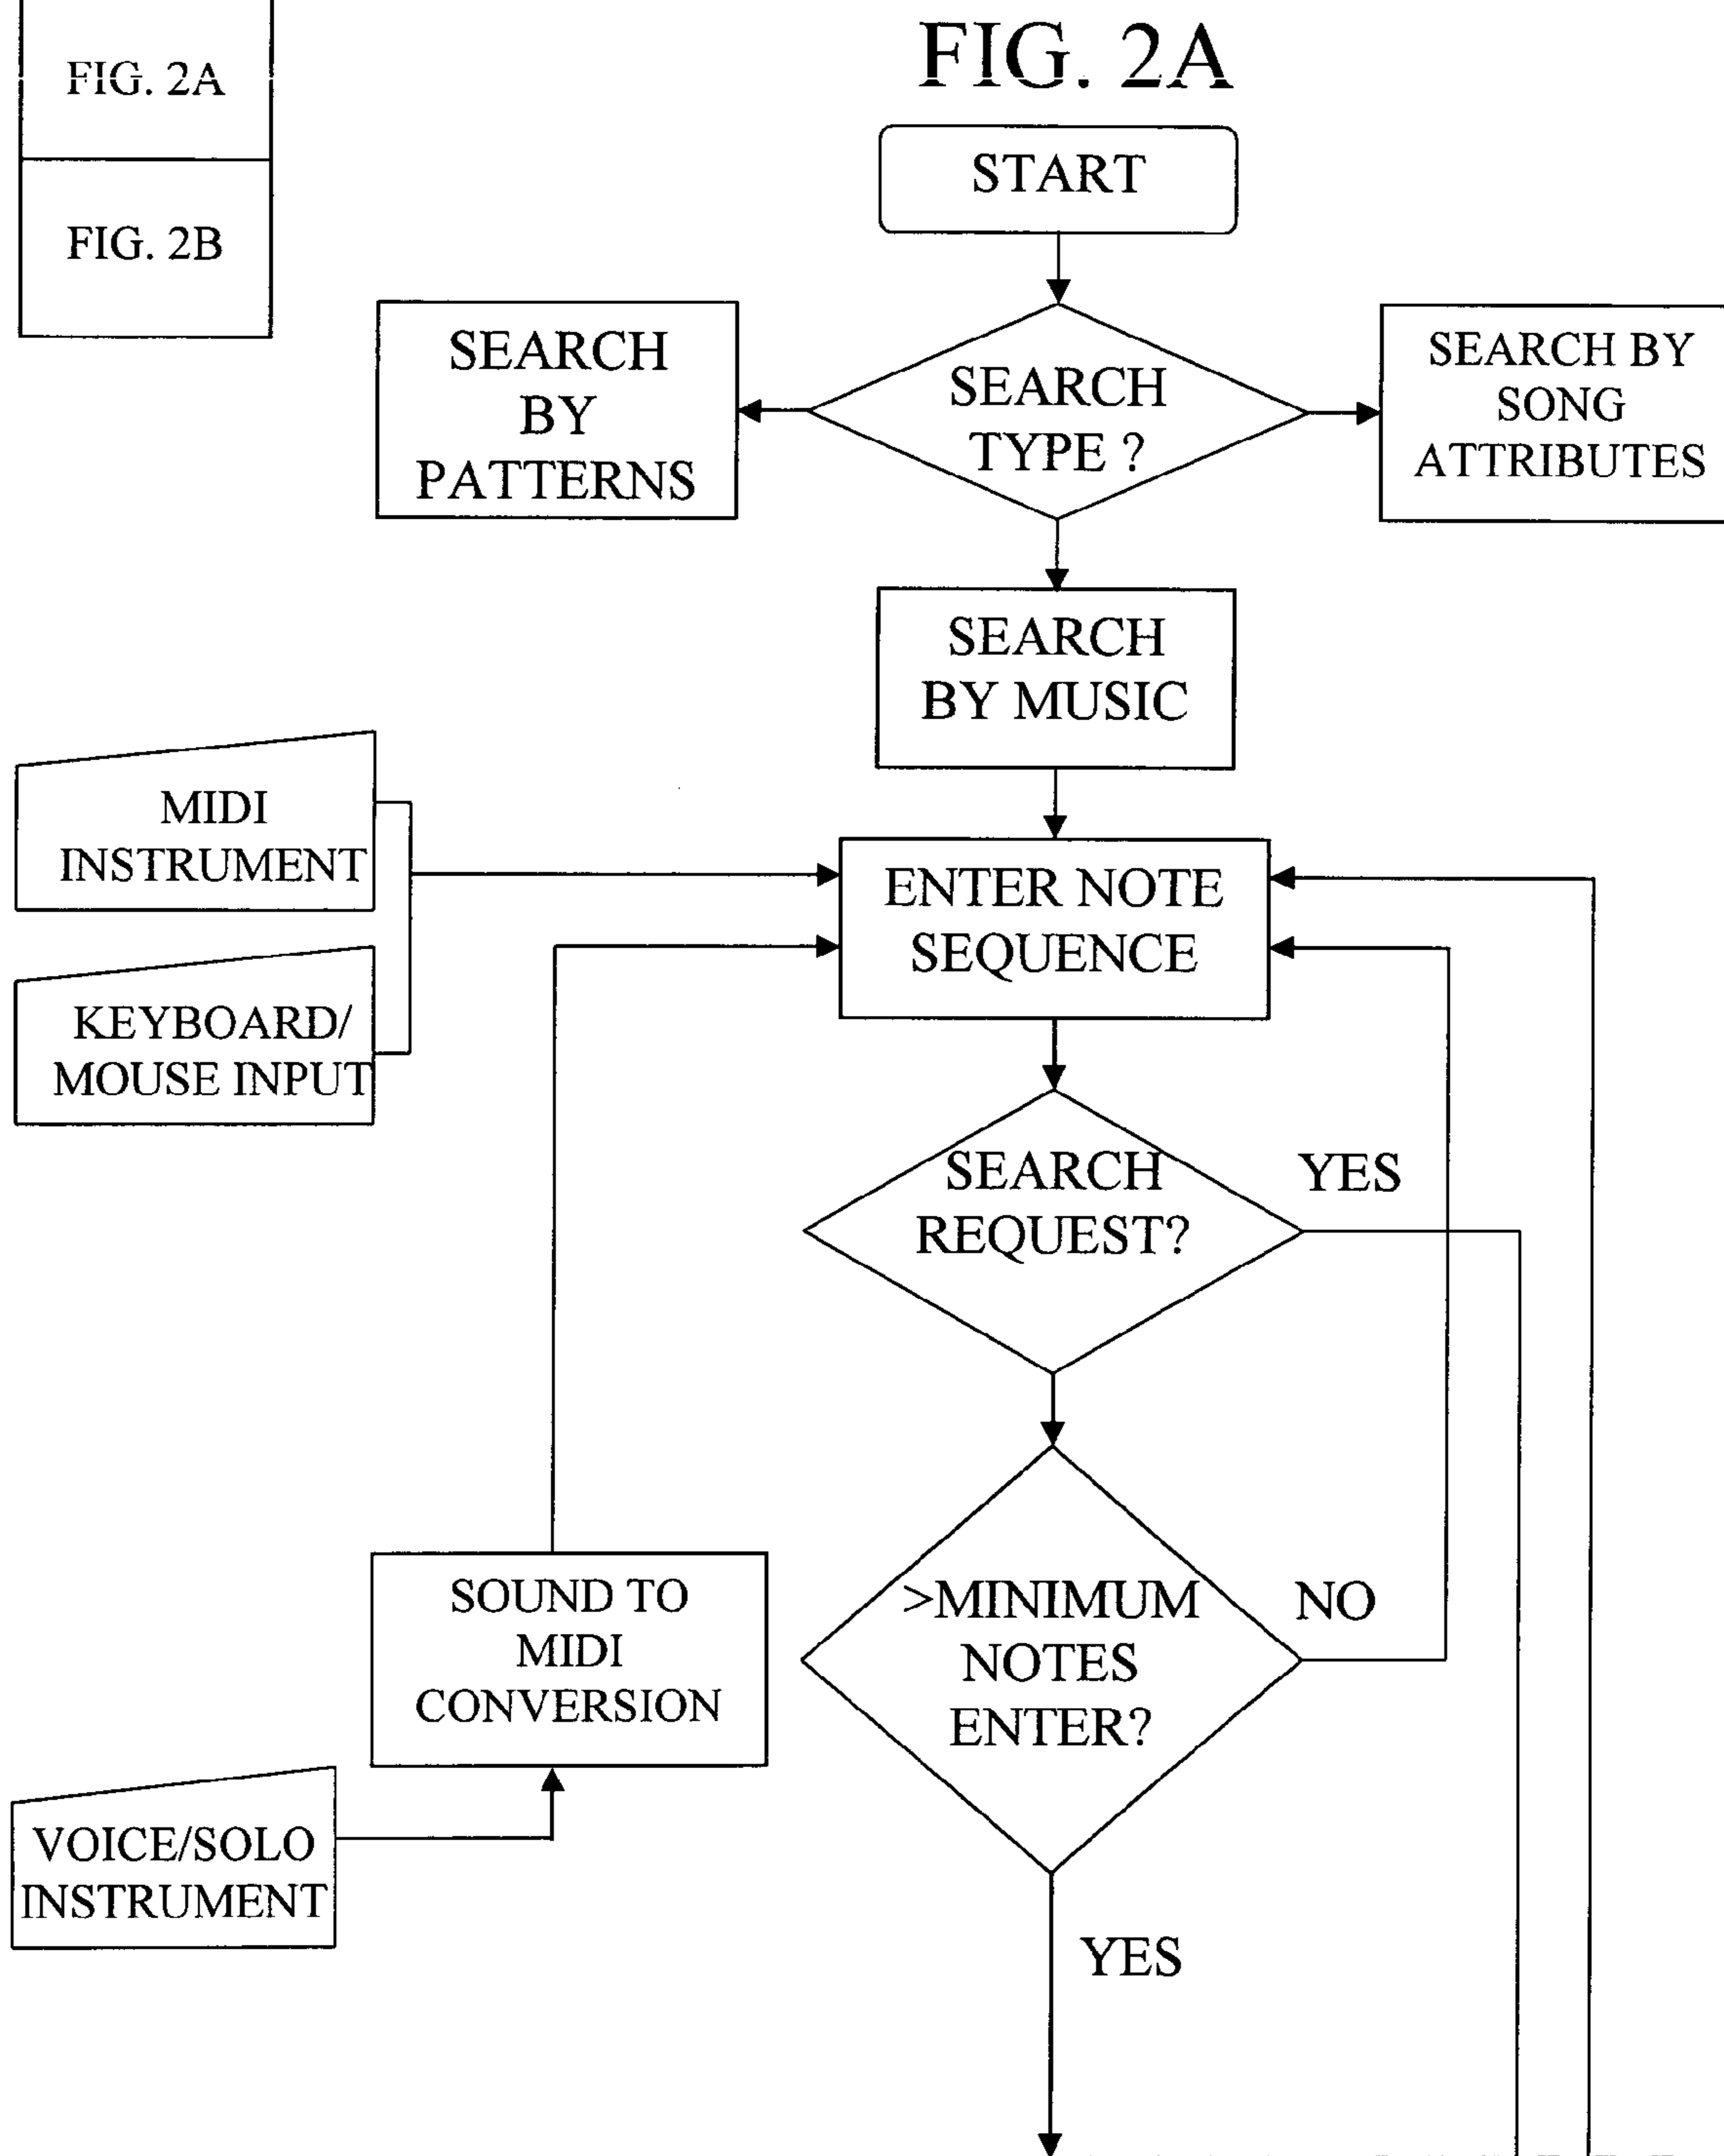 FIG. 2A
FIG. 2B
FIG. 2A
START
SEARCH
BY
PATTERNS
SEARCH
TYPE ?
SEARCH BY
SONG
ATTRIBUTES
SEARCH
BY MUSIC
MIDI
INSTRUMENT
ENTER NOTE
SEQUENCE
KEYBOARD/
MOUSE INPUT
SEARCH
REQUEST?
YES
SOUND TO
MIDI
CONVERSION
>MINIMUM
NOTES
ENTER?
NO
VOICE/SOLO
INSTRUMENT
YES